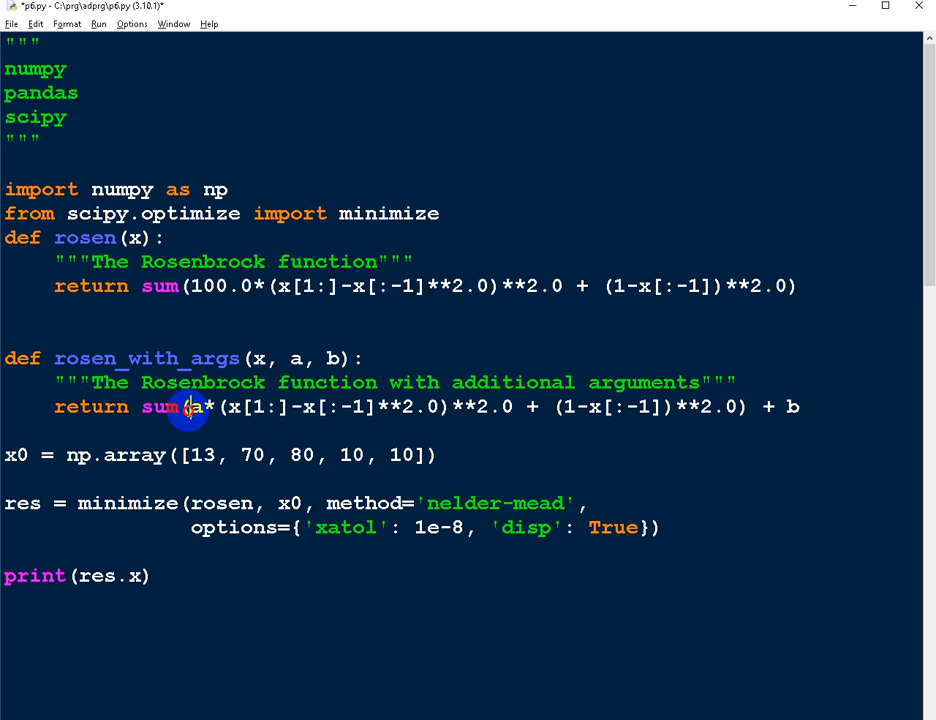 *p6.py - C:\prg\adprg\p6.py (3.10.1)*
File Edit Format Run Options Window Help
"""
numpy
pandas
scipy
"""
import numpy as np
from scipy.optimize import minimize
def rosen(x):
    """The Rosenbrock function"""
    return sum(100.0*(x[1:]-x[:-1]**2.0)**2.0 + (1-x[:-1])**2.0)
def rosen_with_args(x, a, b):
    """The Rosenbrock function with additional arguments"""
    return sum(a*(x[1:]-x[:-1]**2.0)**2.0 + (1-x[:-1])**2.0) + b
x0 = np.array([13, 70, 80, 10, 10])
res = minimize(rosen, x0, method='nelder-mead',
               options={'xatol': 1e-8, 'disp': True})
print(res.x)